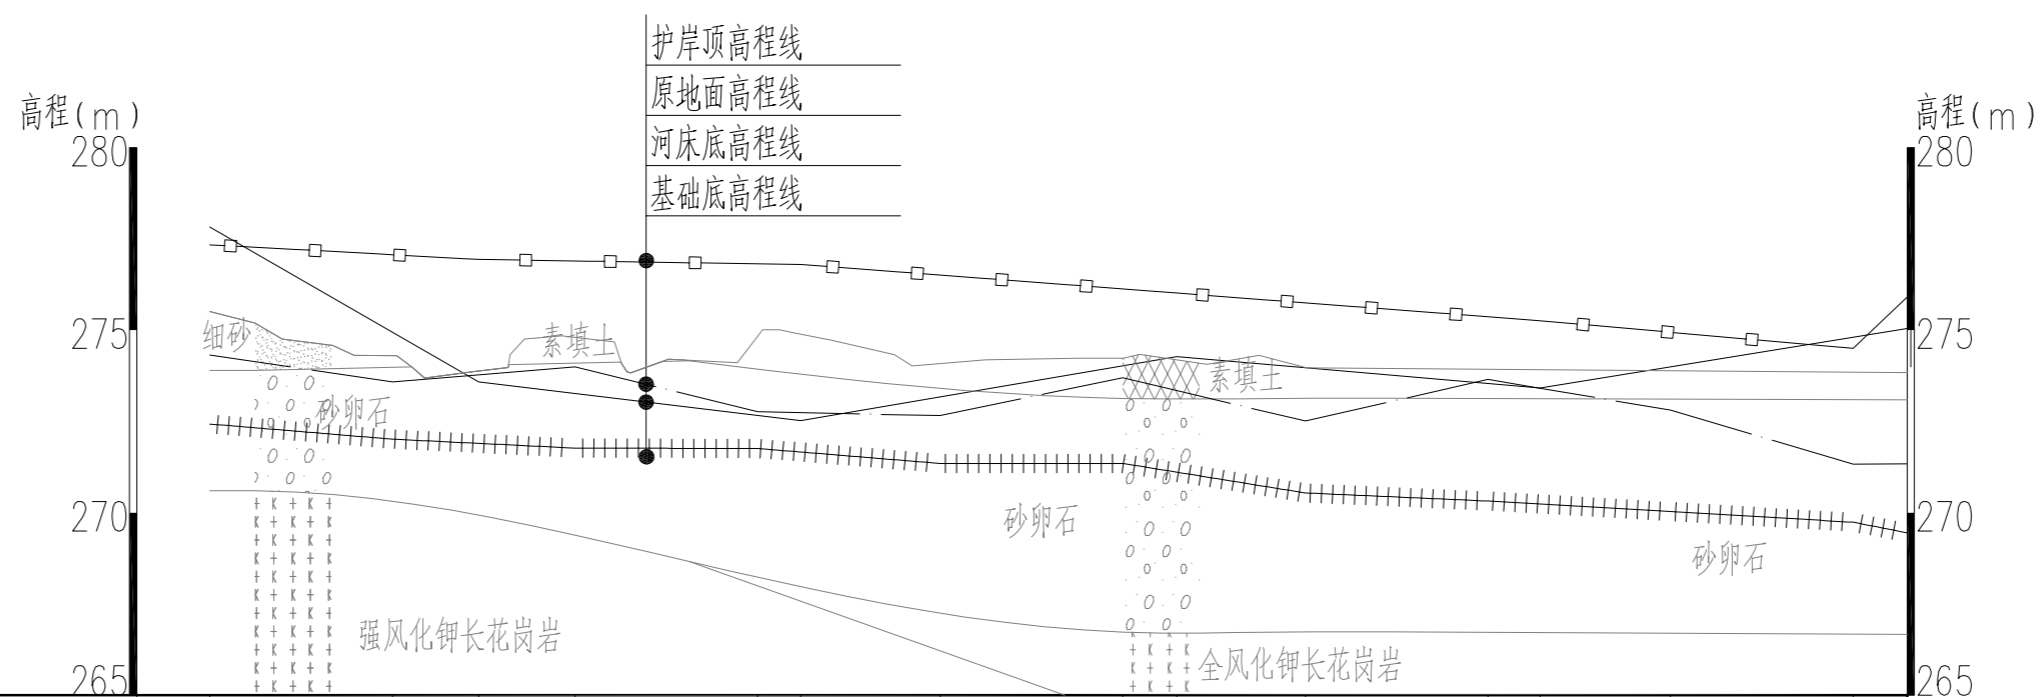 护岸顶高程线
原地面高程线
河床底高程线
基础底高程线
高程(m)
高程(m)
280
280
275
275
细砂
素填土
素填土
砂卵石
270
270
砂卵石
砂卵石
强风化钾长花岗岩
全风化钾长花岗岩
265
265